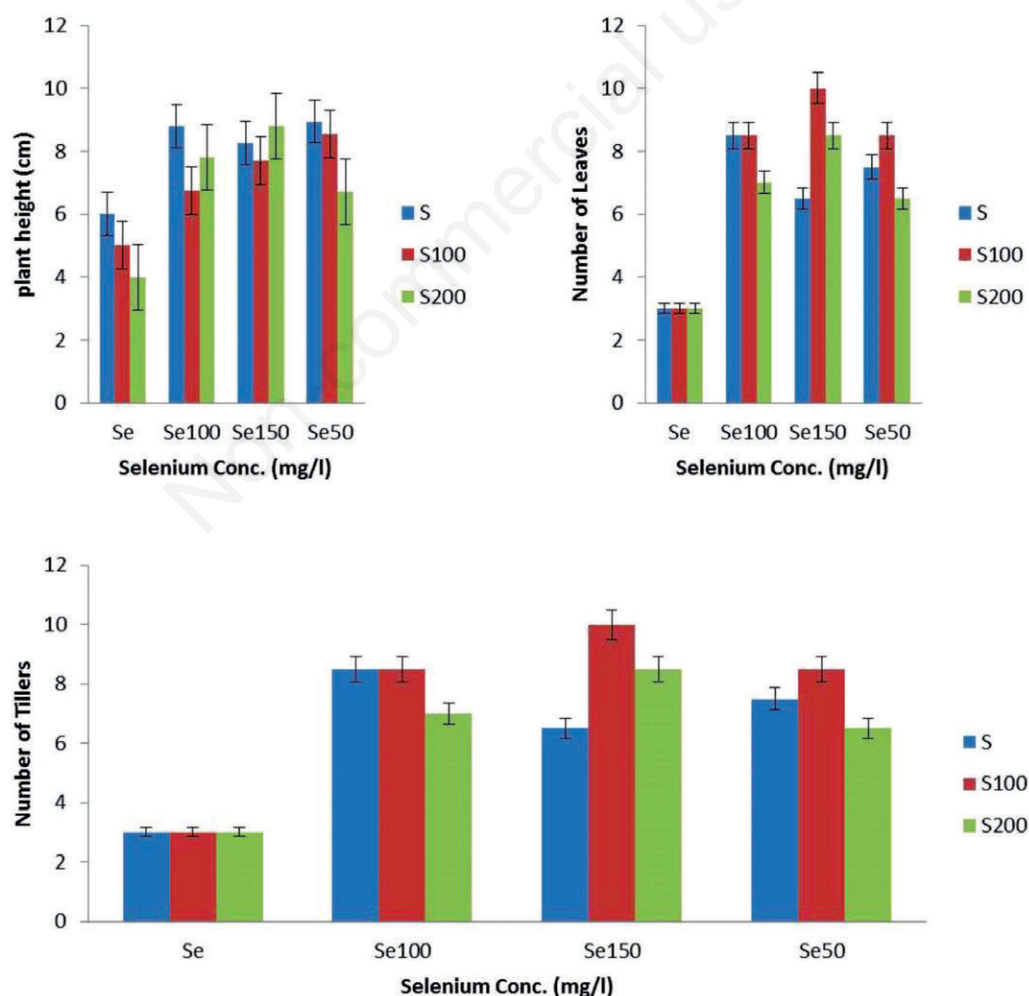 12
10
8
6
4
2
0
plant height (cm)
Se Se100 Se150 Se50
Selenium Conc. (mg/l)
S
S100
S200
12
10
8
6
4
2
0
Number of Leaves
Se Se100 Se150 Se50
Selenium Conc. (mg/l)
S
S100
S200
12
10
8
6
4
2
0
Number of Tillers
Se Se100 Se150 Se50
Selenium Conc. (mg/l)
S
S100
S200
Non-commercial